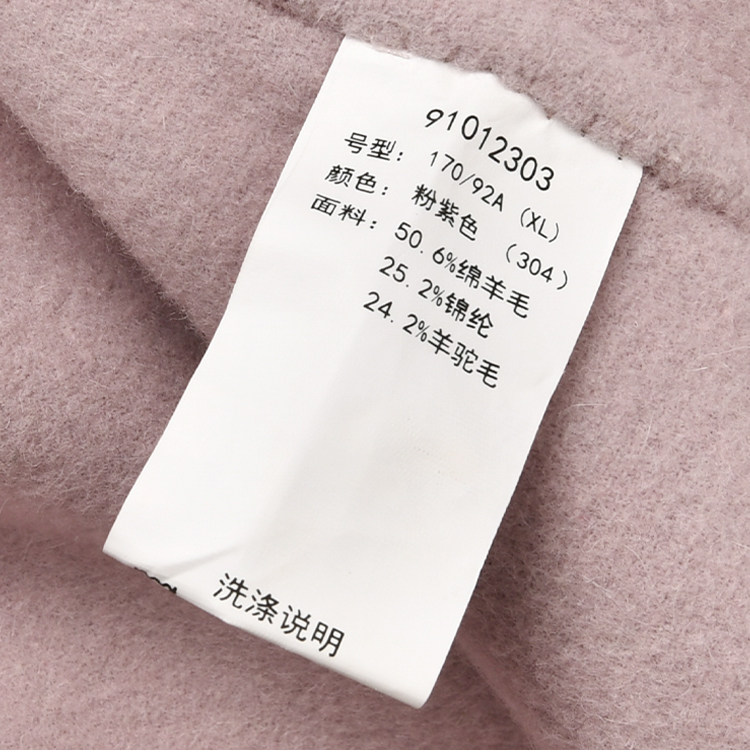 91012303
号型: 170/92A (XL)
颜色: 粉紫色 (304)
面料: 50.6%绵羊毛
25.2%锦纶
24.2%羊驼毛
洗涤说明